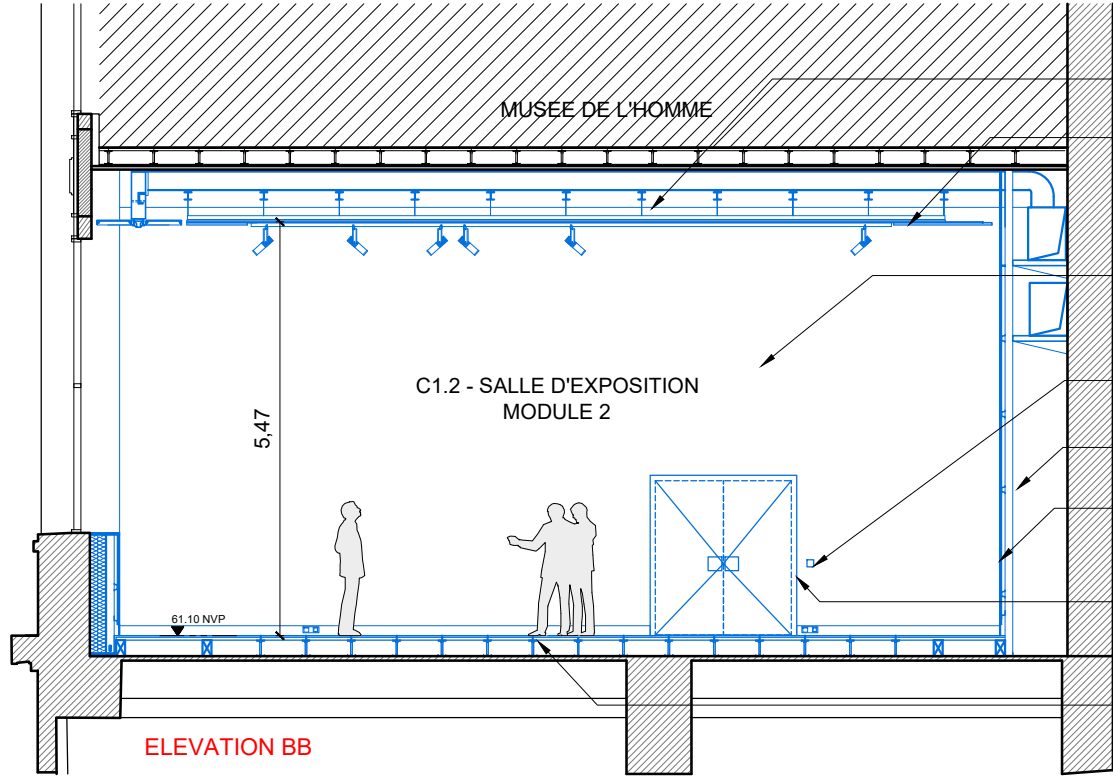 MUSEE DE L'HOMME
C1.2 - SALLE D'EXPOSITION
MODULE 2
5,47
61.10 NVP
ELEVATION BB